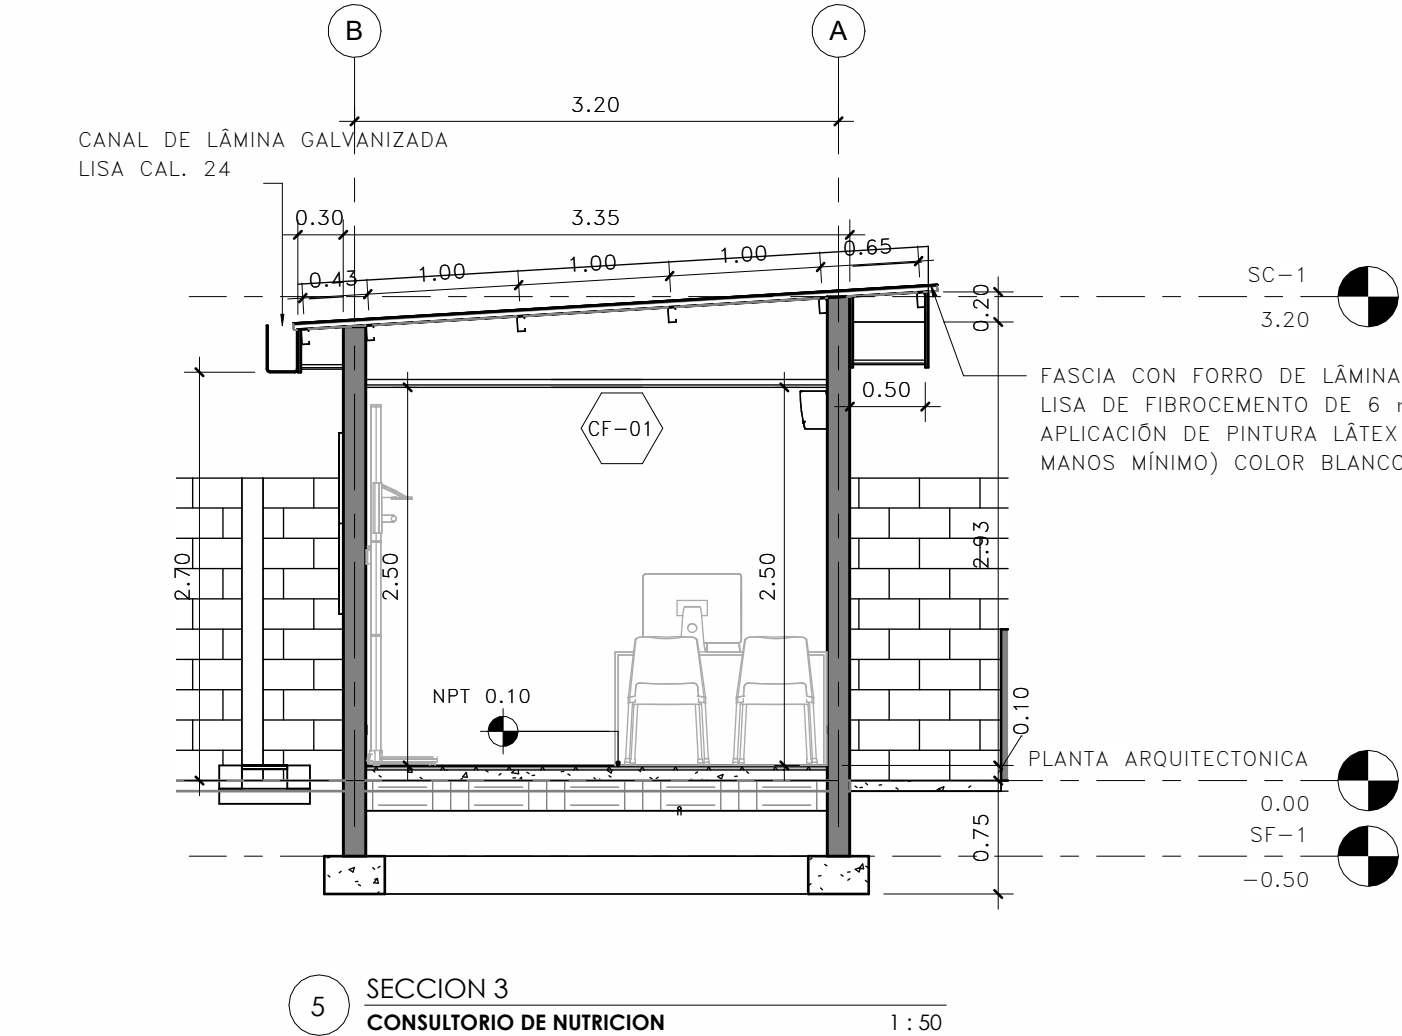 B
A
3.20
CANAL DE LÂMINA GALVANIZADA
LISA CAL. 24
0.30
3.35
0.43
1.00
1.00
1.00
0.65
SC-1
3.20
0.20
FASCIA CON FORRO DE LÂMINA
LISA DE FIBROCEMENTO DE 6
APLICACIÓN DE PINTURA LÂTEX
MANOS MÍNIMO) COLOR BLANCO
0.50
CF-01
2.70
2.50
2.50
2.93
NPT 0.10
0.10
PLANTA ARQUITECTONICA
0.00
SF-1
-0.50
0.75
5
SECCION 3
CONSULTORIO DE NUTRICION
1 : 50